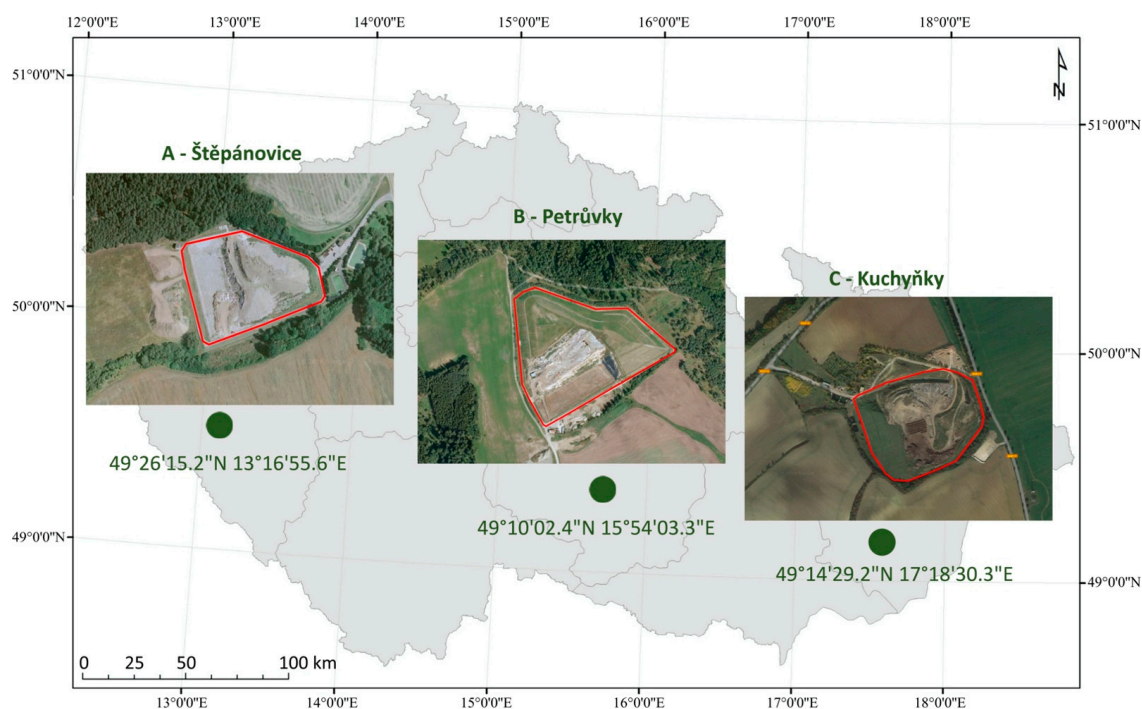 12°0'0"E 13°0'0"E 14°0'0"E 15°0'0"E 16°0'0"E 17°0'0"E 18°0'0"E
51°0'0"N
N
51°0'0"N
A - Štěpánovice
B - Petrůvky
C - Kuchyňky
50°0'0"N
50°0'0"N
49°26'15.2"N 13°16'55.6"E
49°10'02.4"N 15°54'03.3"E
49°0'0"N
49°14'29.2"N 17°18'30.3"E
49°0'0"N
0 25 50 100 km
13°0'0"E 14°0'0"E 15°0'0"E 16°0'0"E 17°0'0"E 18°0'0"E